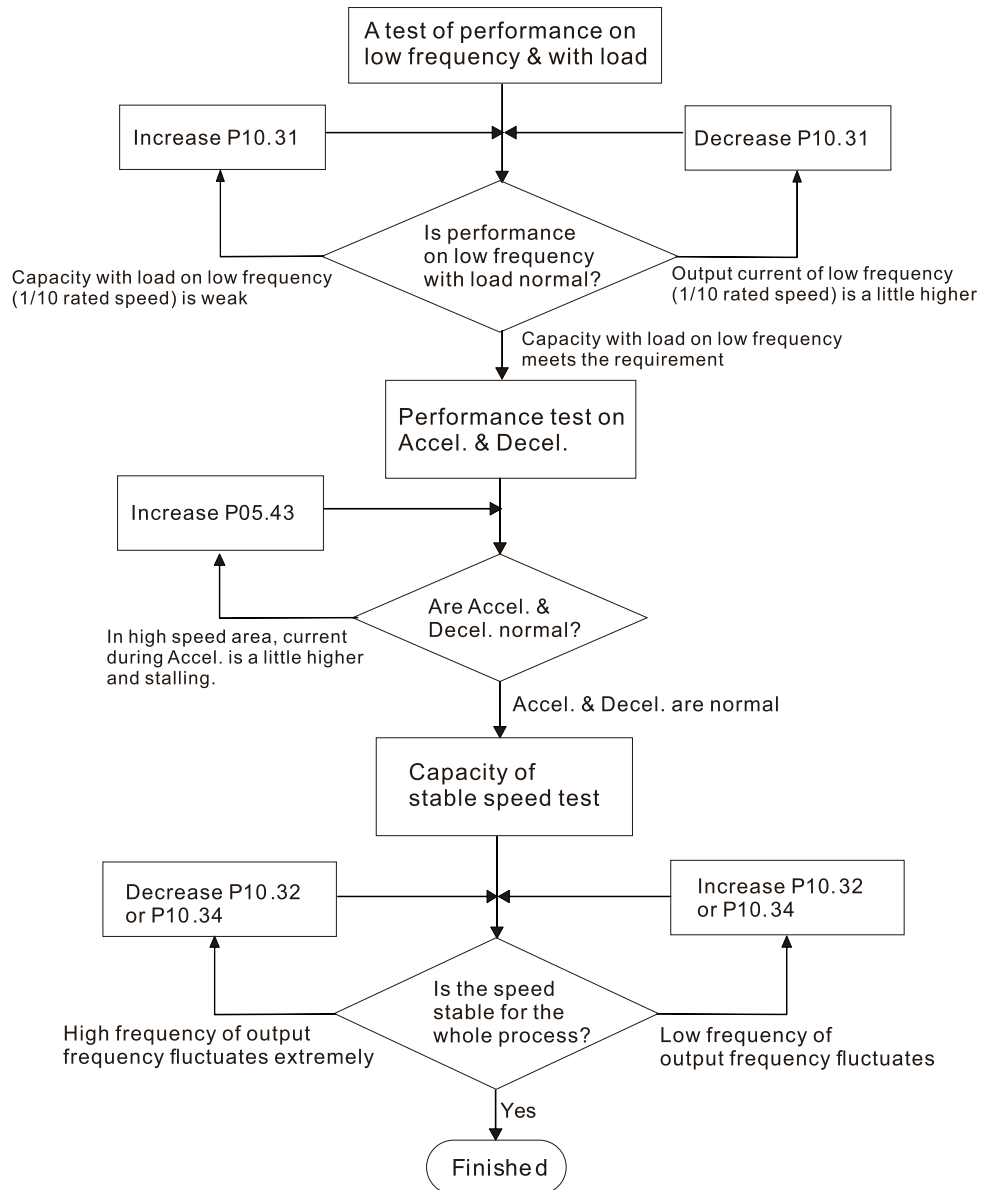 A test of performance on
low frequency & with load
Increase P10.31
Decrease P10.31
Is performance
on low frequency
with load normal?
Capacity with load on low frequency
(1/10 rated speed) is weak
Output current of low frequency
(1/10 rated speed) is a little higher
Capacity with load on low frequency
meets the requirement
Performance test on
Accel. & Decel.
Increase P05.43
Are Accel. &
Decel. normal?
In high speed area, current
during Accel. is a little higher
and stalling.
Accel. & Decel. are normal
Capacity of
stable speed test
Decrease P10.32
or P10.34
Increase P10.32
or P10.34
Is the speed
stable for the
whole process?
High frequency of output
frequency fluctuates extremely
Low frequency of
output frequency fluctuates
Yes
Finished